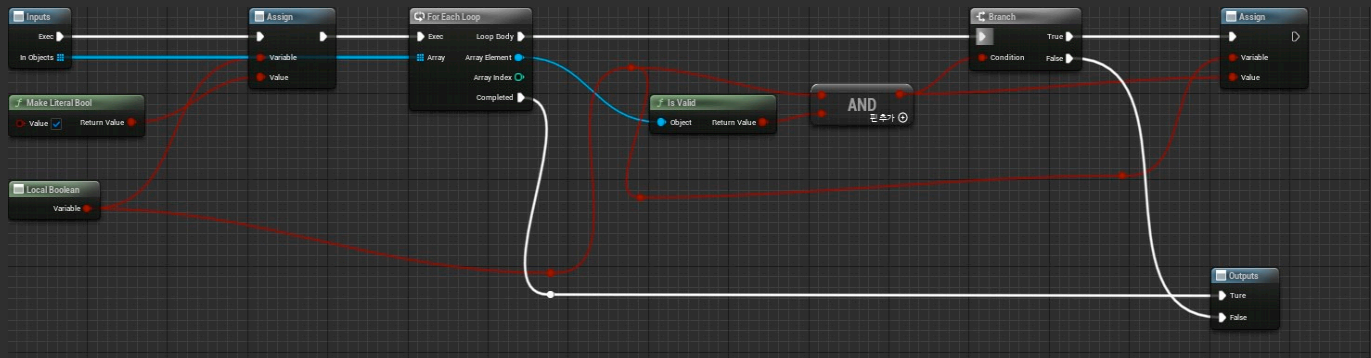 Inputs
Exec
In Objects
Make Literal Bool
Value
Return Value
Local Boolean
Variable
Assign
Variable
Value
For Each Loop
Exec
Loop Body
Array
Array Element
Array Index
Completed
Is Valid
Object
Return Value
AND
핀 추가
Branch
True
Condition
False
Assign
Variable
Value
Outputs
Ture
False